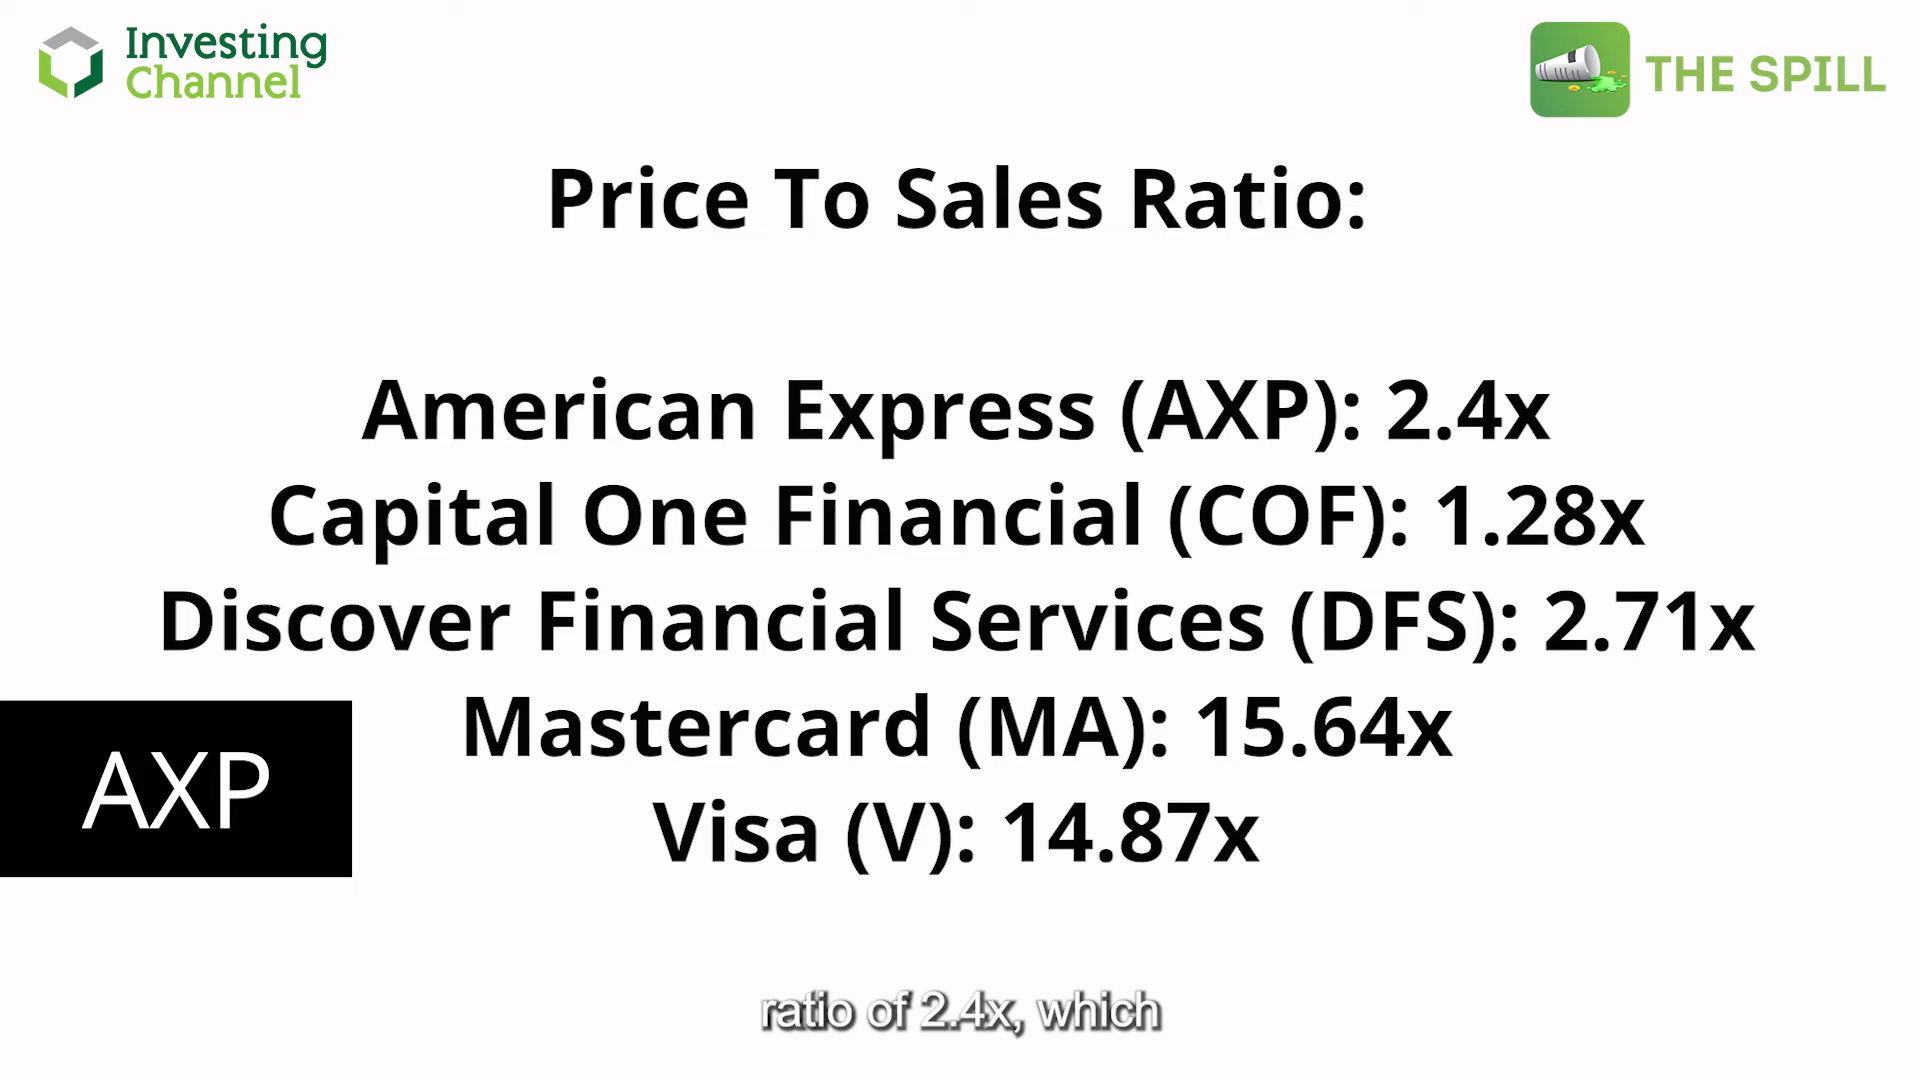 Investing
Channel
THE SPILL
Price To Sales Ratio:
American Express (AXP): 2.4x
Capital One Financial (COF): 1.28x
Discover Financial Services (DFS): 2.71x
Mastercard (MA): 15.64x
AXP
Visa (V): 14.87x
ratio of 2.4x, which